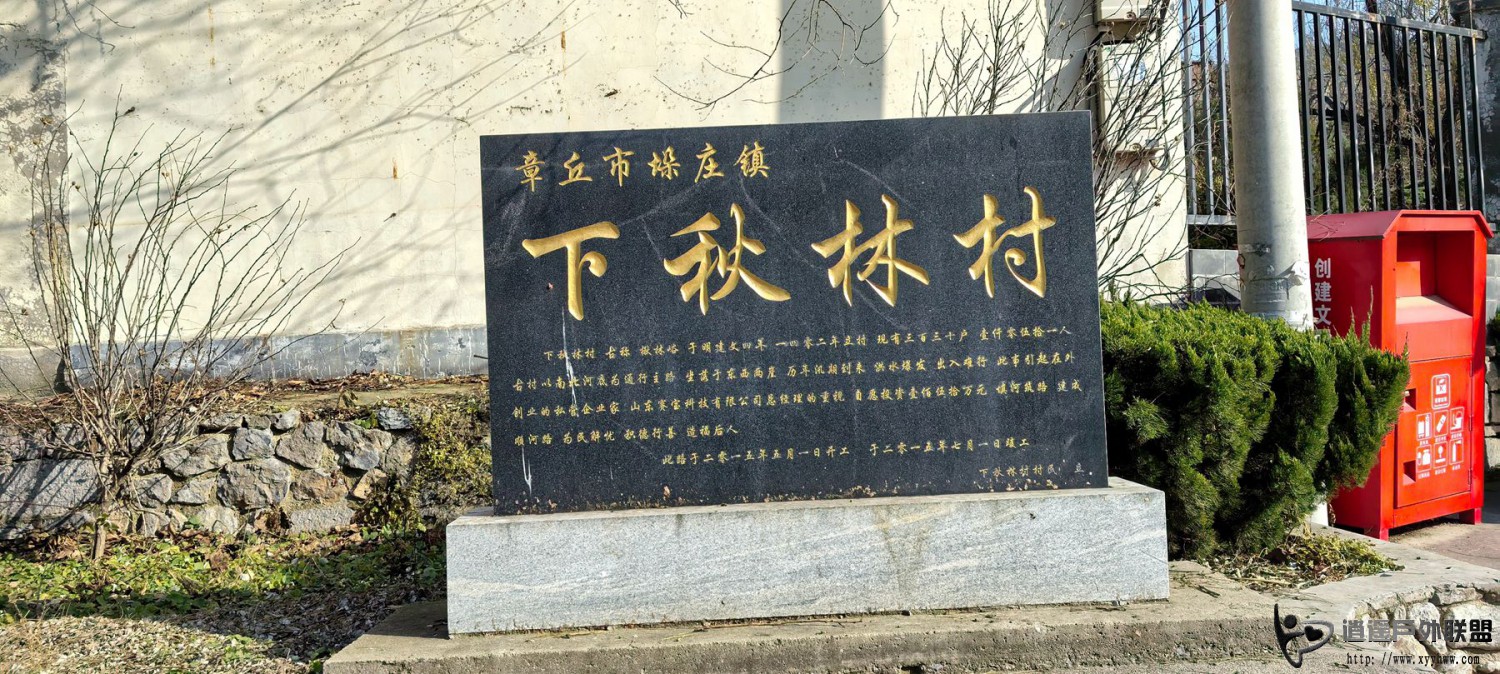 章丘市垛庄镇
下秋林村
下秋林村 古称 楸林峪 于明建文四年 一四零二年立村 现有三百三十户 壹仟零伍拾一人
古村以南北河底为通行主路 坐落于东西两崖 历年汛期到来 洪水爆发 出入难行 此事引起在外
创业的私营企业家 山东赛宝科技有限公司总经理的重视 自愿投资壹佰伍拾万元 填河筑路 建成
顺河路 为民解忧 积德行善 造福后人
此路于二零一五年五月一日开工 于二零一五年七月一日竣工
下秋林村村民 立
创建文
逍遥户外联盟
http://www.xyyhww.com